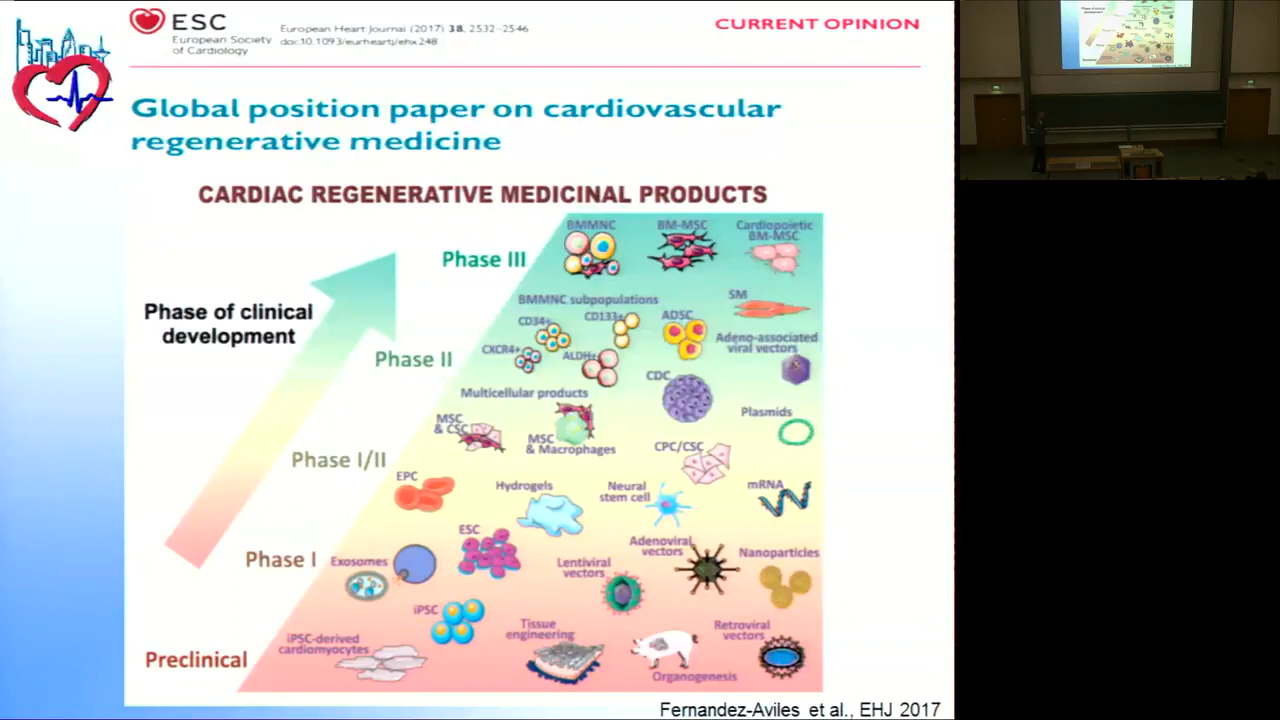 ESC
European Society
of Cardiology
European Heart Journal (2017) 38, 2532–2546
doi:10.1093/eurheartj/ehx248
CURRENT OPINION
Global position paper on cardiovascular
regenerative medicine
CARDIAC REGENERATIVE MEDICINAL PRODUCTS
Phase of clinical
development
Phase III
BMMNC
BM-MSC
Cardiopoietic
BM-MSC
Phase II
BMMNC subpopulations
CD34+
CD133+
CXCR4+
ALDH+
ADSC
SM
Adeno-associated
viral vectors
CDC
Multicellular products
MSC
& CSC
MSC
& Macrophages
Plasmids
Phase I/II
CPC/CSC
EPC
Hydrogels
Neural
stem cell
mRNA
Phase I
Exosomes
ESC
Lentiviral
vectors
Adenoviral
vectors
Nanoparticles
iPSC
Preclinical
iPSC-derived
cardiomyocytes
Tissue
engineering
Organogenesis
Retroviral
vectors
Fernandez-Aviles et al., EHJ 2017